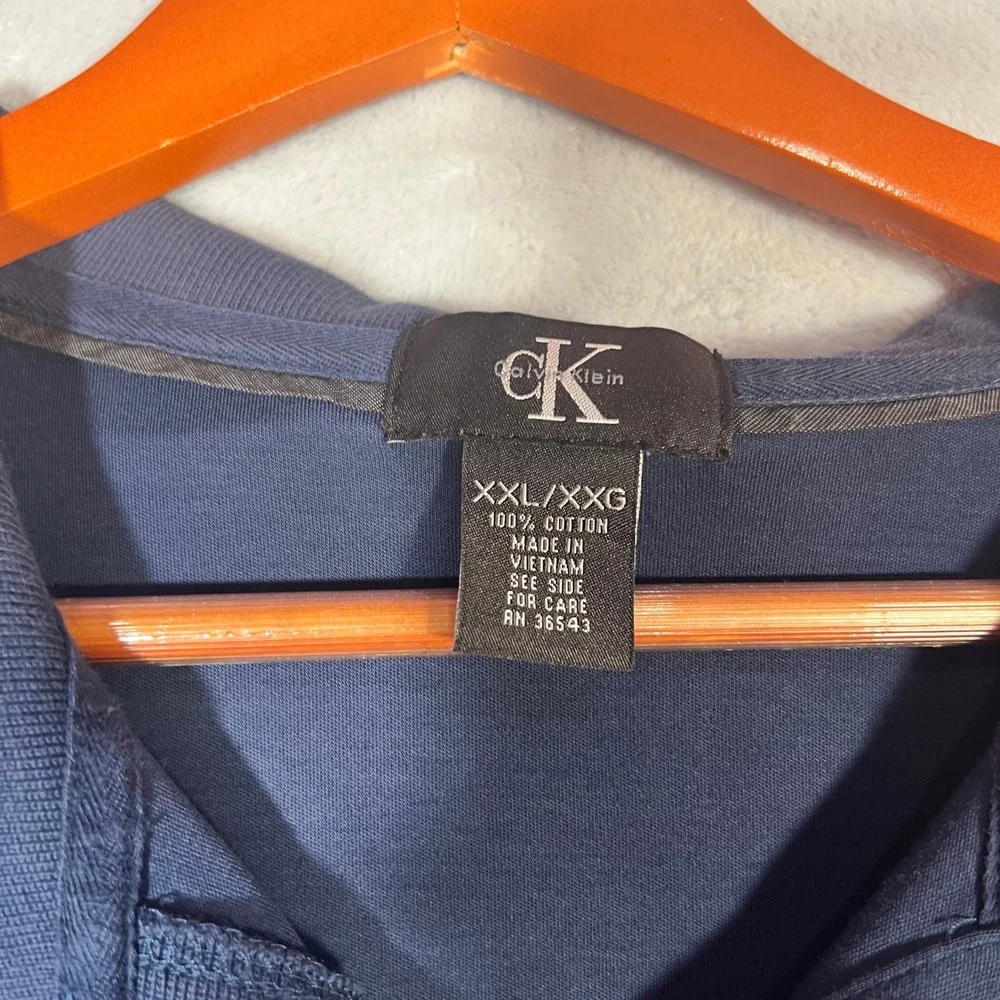 cK
Calvin Klein
XXL/XXG
100% COTTON
MADE IN
VIETNAM
SEE SIDE
FOR CARE
RN 36543